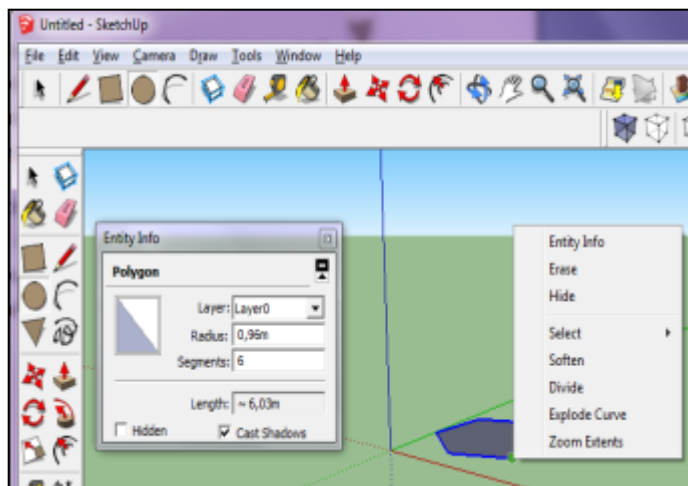 Untitled - SketchUp
File Edit View Camera Draw Tools Window Help
Entity Info
Polygon
Layer: Layer0
Radius: 0,96m
Segments: 6
Length: ~ 6,03m
Hidden Cast Shadows
Entity Info
Erase
Hide
Select
Soften
Divide
Explode Curve
Zoom Extents